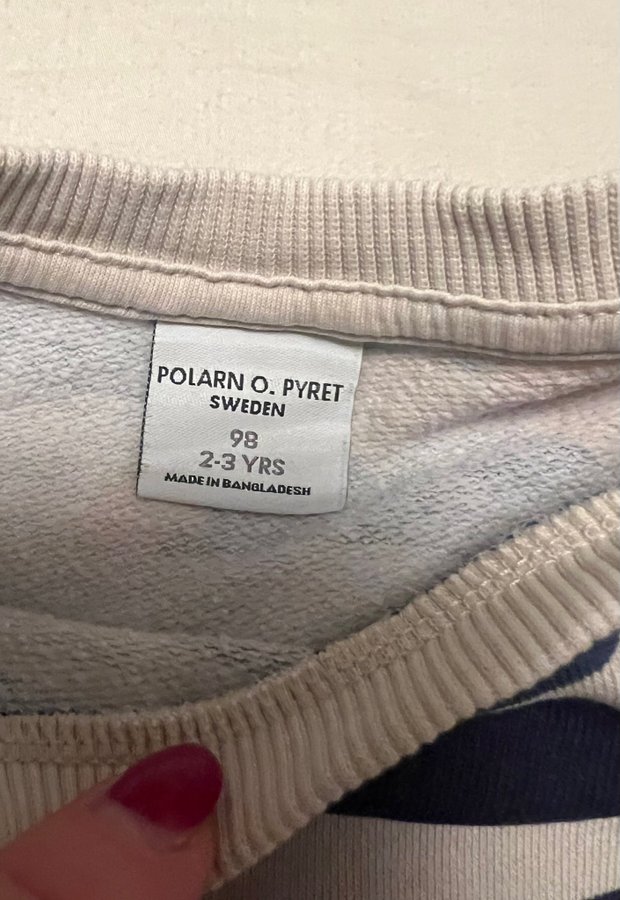 POLARN O. PYRET
SWEDEN
98
2-3 YRS
MADE IN BANGLADESH